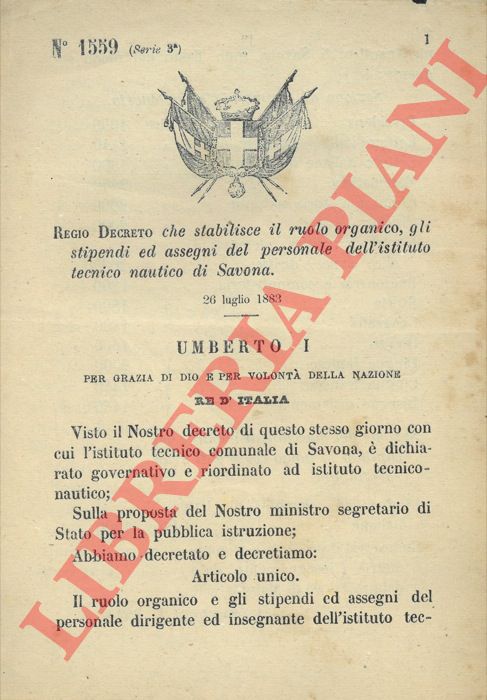 N° 1559 (Serie 3ª)
1
REGIO DECRETO che stabilisce il ruolo organico, gli
stipendi ed assegni del personale dell'istituto
tecnico nautico di Savona.
26 luglio 1883
UMBERTO I
PER GRAZIA DI DIO E PER VOLONTÀ DELLA NAZIONE
RE D'ITALIA
Visto il Nostro decreto di questo stesso giorno con
cui l'istituto tecnico comunale di Savona, è dichia-
rato governativo e riordinato ad istituto tecnico-
nautico;
Sulla proposta del Nostro ministro segretario di
Stato per la pubblica istruzione;
Abbiamo decretato e decretiamo:
Articolo unico.
Il ruolo organico e gli stipendi ed assegni del
personale dirigente ed insegnante dell'istituto tec-
LIBRERIA PIANI